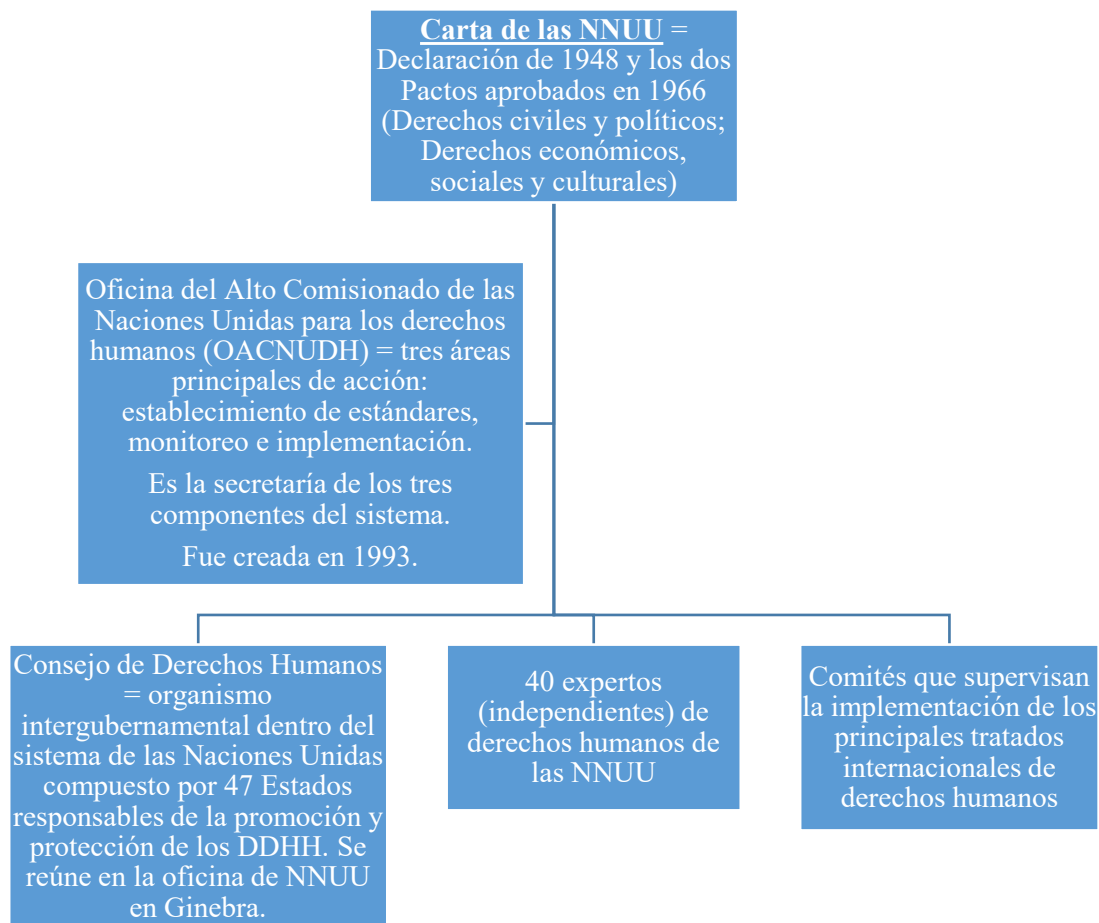 Carta de las NNUU =
Declaración de 1948 y los dos
Pactos aprobados en 1966
(Derechos civiles y políticos;
Derechos económicos,
sociales y culturales)
Oficina del Alto Comisionado de las
Naciones Unidas para los derechos
humanos (OACNUDH) = tres áreas
principales de acción:
establecimiento de estándares,
monitoreo e implementación.
Es la secretaría de los tres
componentes del sistema.
Fue creada en 1993.
Consejo de Derechos Humanos
= organismo
intergubernamental dentro del
sistema de las Naciones Unidas
compuesto por 47 Estados
responsables de la promoción y
protección de los DDHH. Se
reúne en la oficina de NNUU
en Ginebra.
40 expertos
(independientes) de
derechos humanos de
las NNUU
Comités que supervisan
la implementación de los
principales tratados
internacionales de
derechos humanos